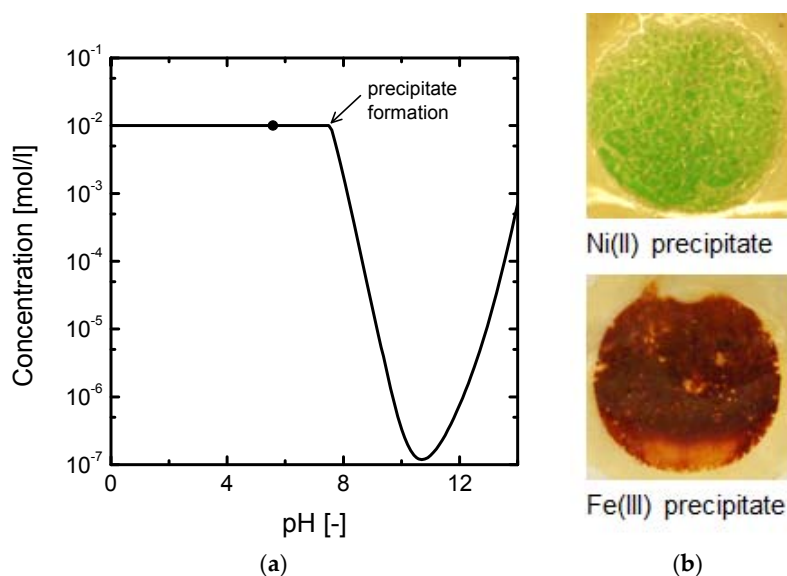 10⁻¹
10⁻²
10⁻³
10⁻⁴
10⁻⁵
10⁻⁶
10⁻⁷
Concentration [mol/l]
precipitate
formation
0 4 8 12
pH [-]
(a)
Ni(II) precipitate
Fe(III) precipitate
(b)